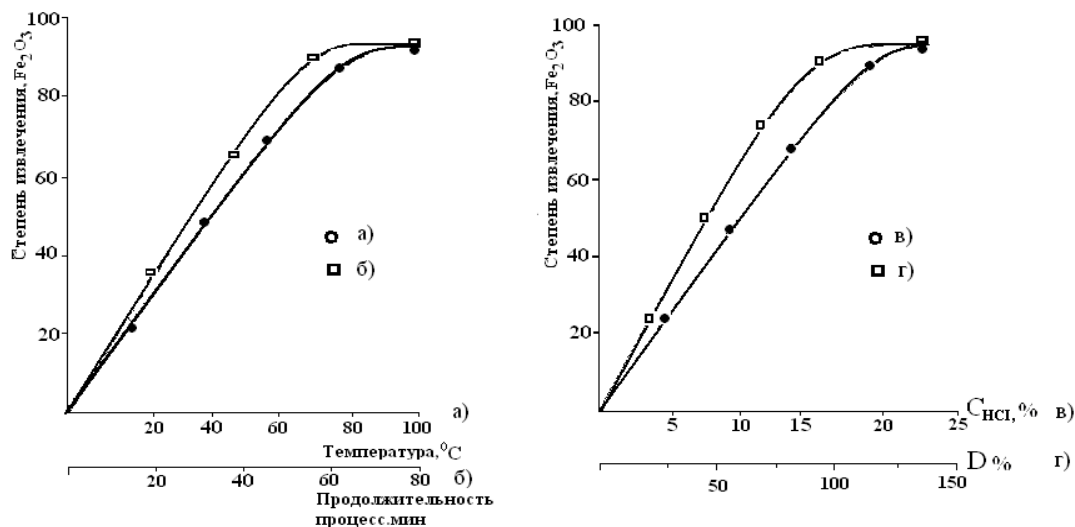 100
80
60
40
20
Степень извлечения, Fe2O3
а)
б)
20 40 60 80 100 а)
Температура, 0C
20 40 60 80 б)
Продолжительность
процесс.мин
100
80
60
40
20
Степень извлечения, Fe2O3
в)
г)
5 10 15 20 25 CHCl, % в)
D % г)
50 100 150